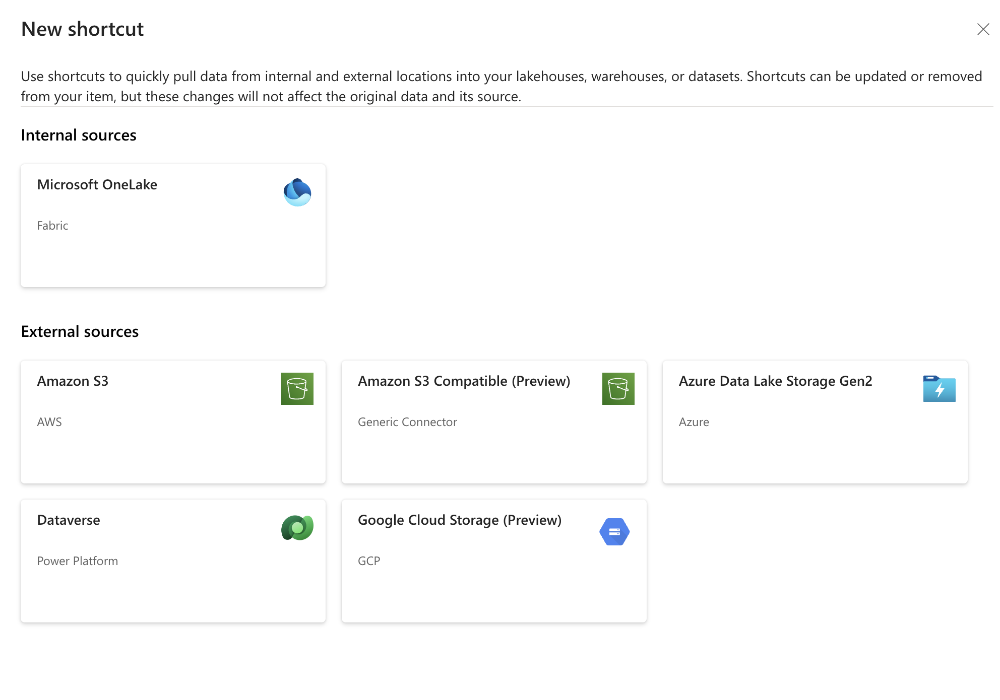 New shortcut
Use shortcuts to quickly pull data from internal and external locations into your lakehouses, warehouses, or datasets. Shortcuts can be updated or removed
from your item, but these changes will not affect the original data and its source.
Internal sources
Microsoft OneLake
Fabric
External sources
Amazon S3
AWS
Amazon S3 Compatible (Preview)
Generic Connector
Azure Data Lake Storage Gen2
Azure
Dataverse
Power Platform
Google Cloud Storage (Preview)
GCP